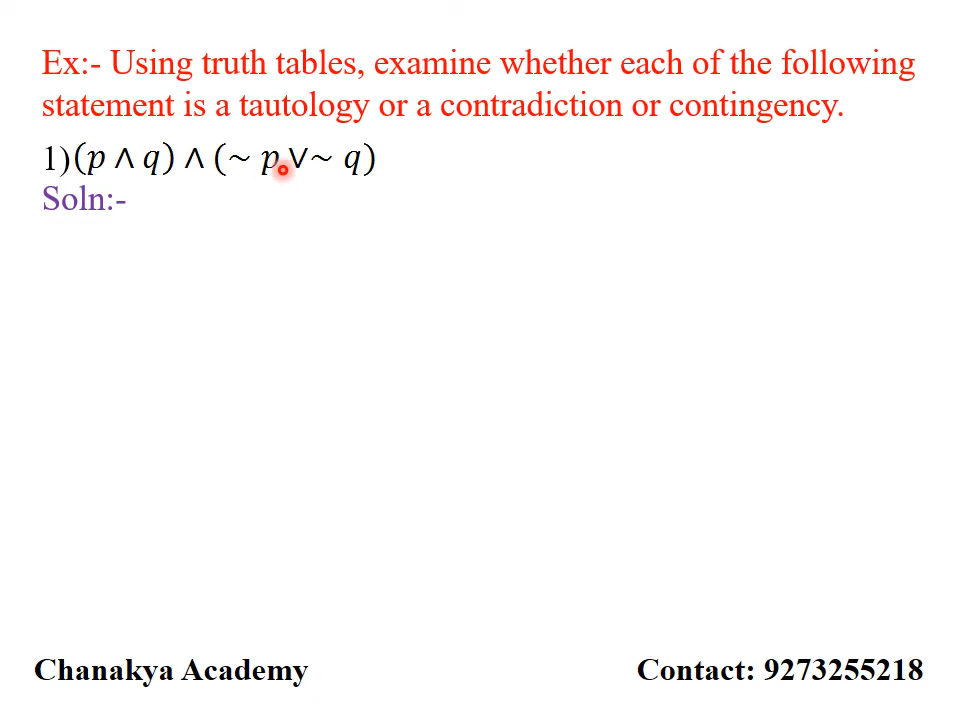 Ex:- Using truth tables, examine whether each of the following
statement is a tautology or a contradiction or contingency.
1)(p ∧ q) ∧ (~ p ∨~ q)
Soln:-
Chanakya Academy
Contact: 9273255218